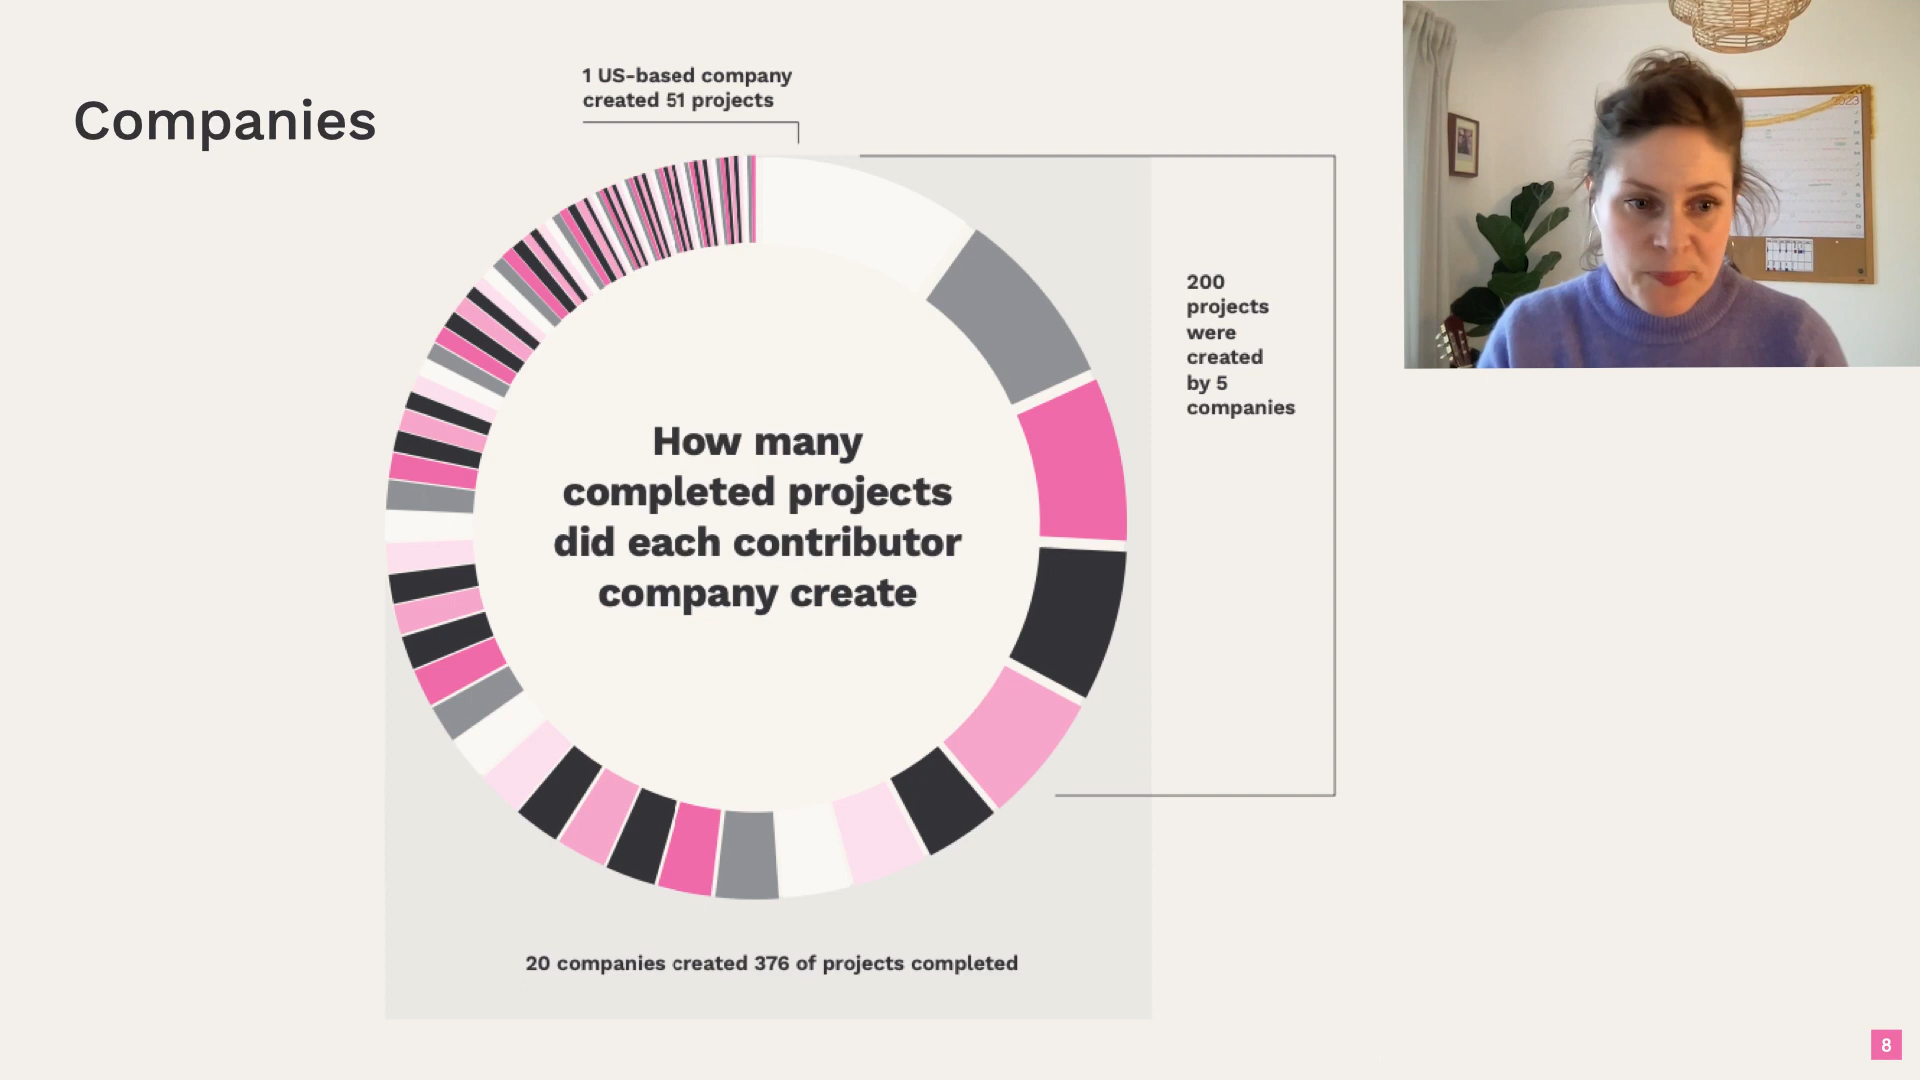 Companies
1 US-based company
created 51 projects
200
projects
were
created
by 5
companies
How many
completed projects
did each contributor
company create
20 companies created 376 of projects completed
2023
8